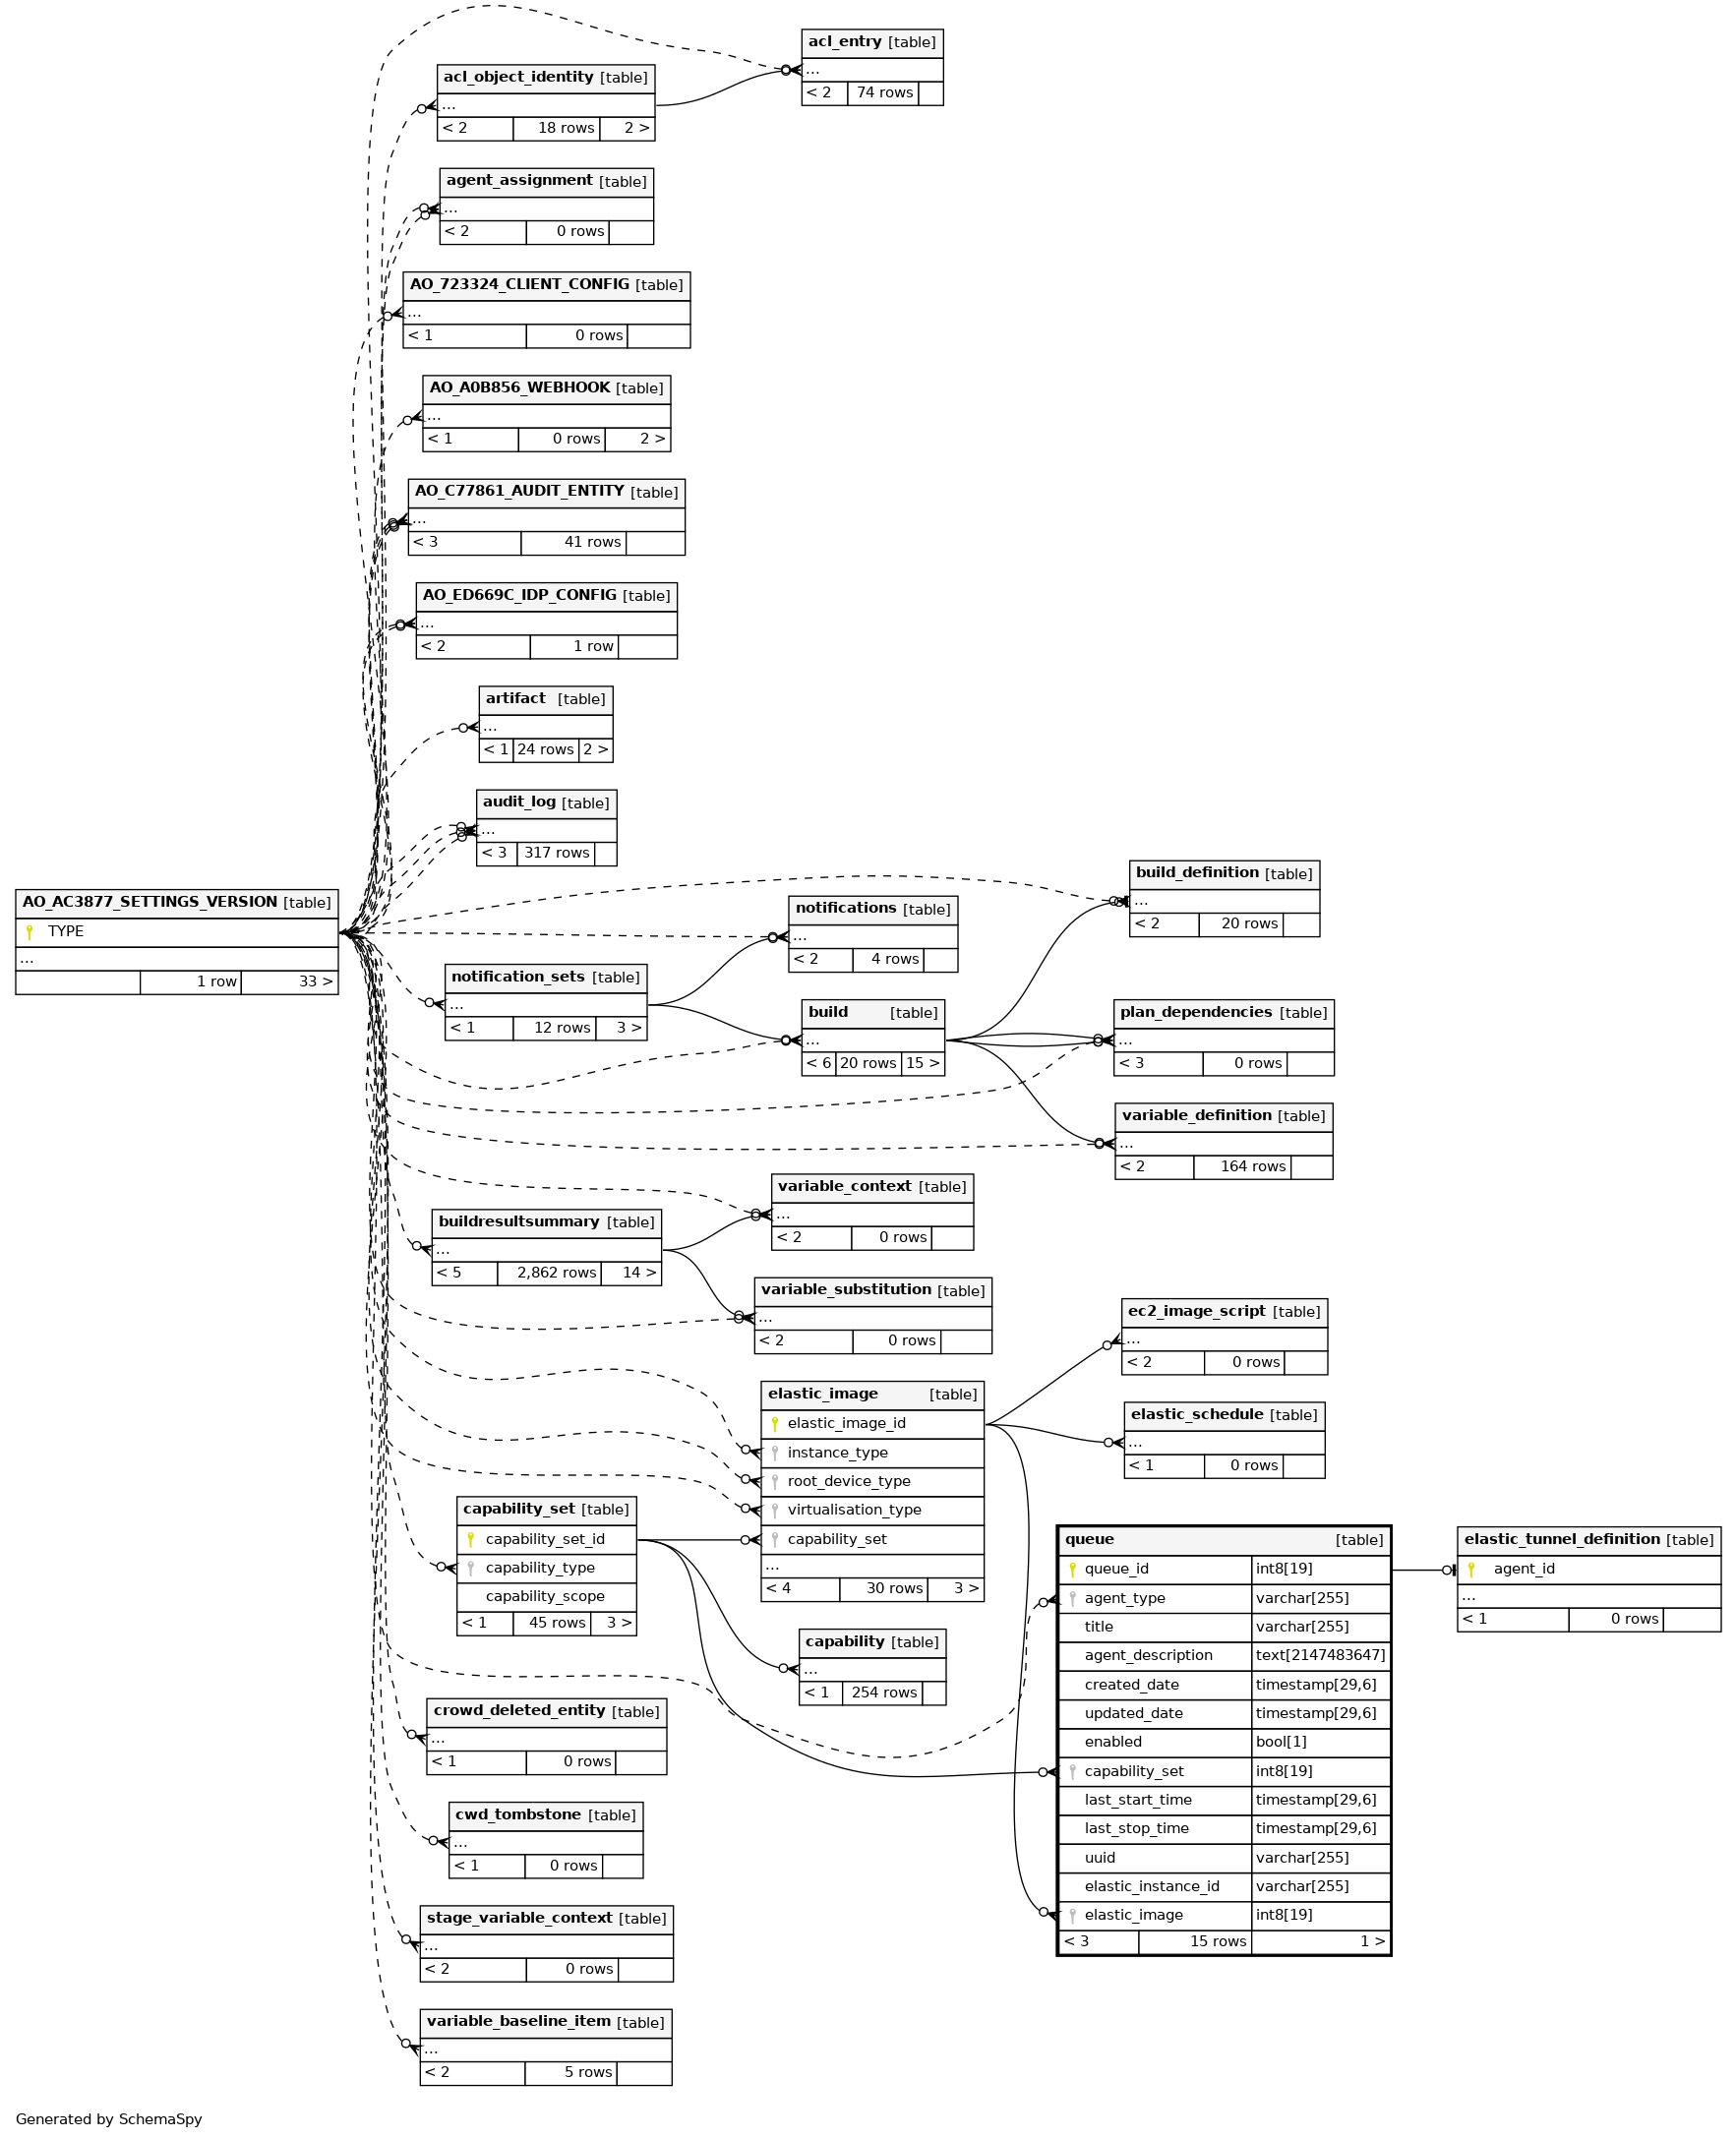 acl_entry [table]
...
< 2 74 rows
acl_object_identity [table]
...
< 2 18 rows 2 >
agent_assignment [table]
...
< 2 0 rows
AO_723324_CLIENT_CONFIG [table]
...
< 1 0 rows
AO_A0B856_WEBHOOK [table]
...
< 1 0 rows 2 >
AO_C77861_AUDIT_ENTITY [table]
...
< 3 41 rows
AO_ED669C_IDP_CONFIG [table]
...
< 2 1 row
artifact [table]
...
< 1 24 rows 2 >
audit_log [table]
...
< 3 317 rows
AO_AC3877_SETTINGS_VERSION [table]
TYPE
...
1 row 33 >
build_definition [table]
...
< 2 20 rows
notifications [table]
...
< 2 4 rows
notification_sets [table]
...
< 1 12 rows 3 >
build [table]
...
< 6 20 rows 15 >
plan_dependencies [table]
...
< 3 0 rows
variable_definition [table]
...
< 2 164 rows
variable_context [table]
...
< 2 0 rows
buildresultsummary [table]
...
< 5 2,862 rows 14 >
variable_substitution [table]
...
< 2 0 rows
ec2_image_script [table]
...
< 2 0 rows
elastic_image [table]
elastic_image_id
instance_type
root_device_type
virtualisation_type
capability_set
...
< 4 30 rows 3 >
elastic_schedule [table]
...
< 1 0 rows
capability_set [table]
capability_set_id
capability_type
capability_scope
< 1 45 rows 3 >
queue [table]
queue_id int8[19]
agent_type varchar[255]
title varchar[255]
agent_description text[2147483647]
created_date timestamp[29,6]
updated_date timestamp[29,6]
enabled bool[1]
capability_set int8[19]
last_start_time timestamp[29,6]
last_stop_time timestamp[29,6]
uuid varchar[255]
elastic_instance_id varchar[255]
elastic_image int8[19]
< 3 15 rows 1 >
elastic_tunnel_definition [table]
agent_id
...
< 1 0 rows
capability [table]
...
< 1 254 rows
crowd_deleted_entity [table]
...
< 1 0 rows
cwd_tombstone [table]
...
< 1 0 rows
stage_variable_context [table]
...
< 2 0 rows
variable_baseline_item [table]
...
< 2 5 rows
Generated by SchemaSpy